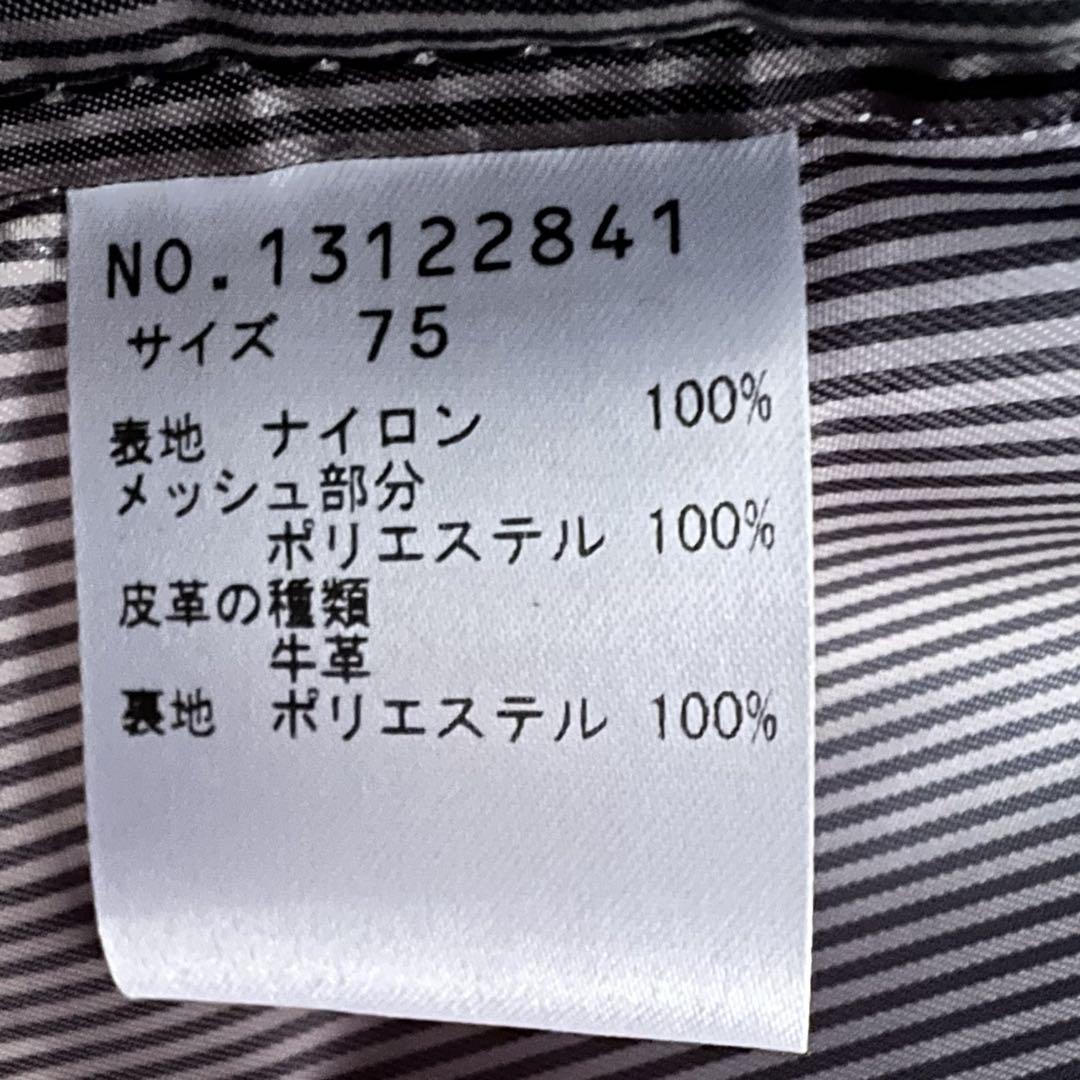 NO.13122841
サイズ 75
表地 ナイロン 100%
メッシュ部分
ポリエステル 100%
皮革の種類
牛革
裏地 ポリエステル 100%